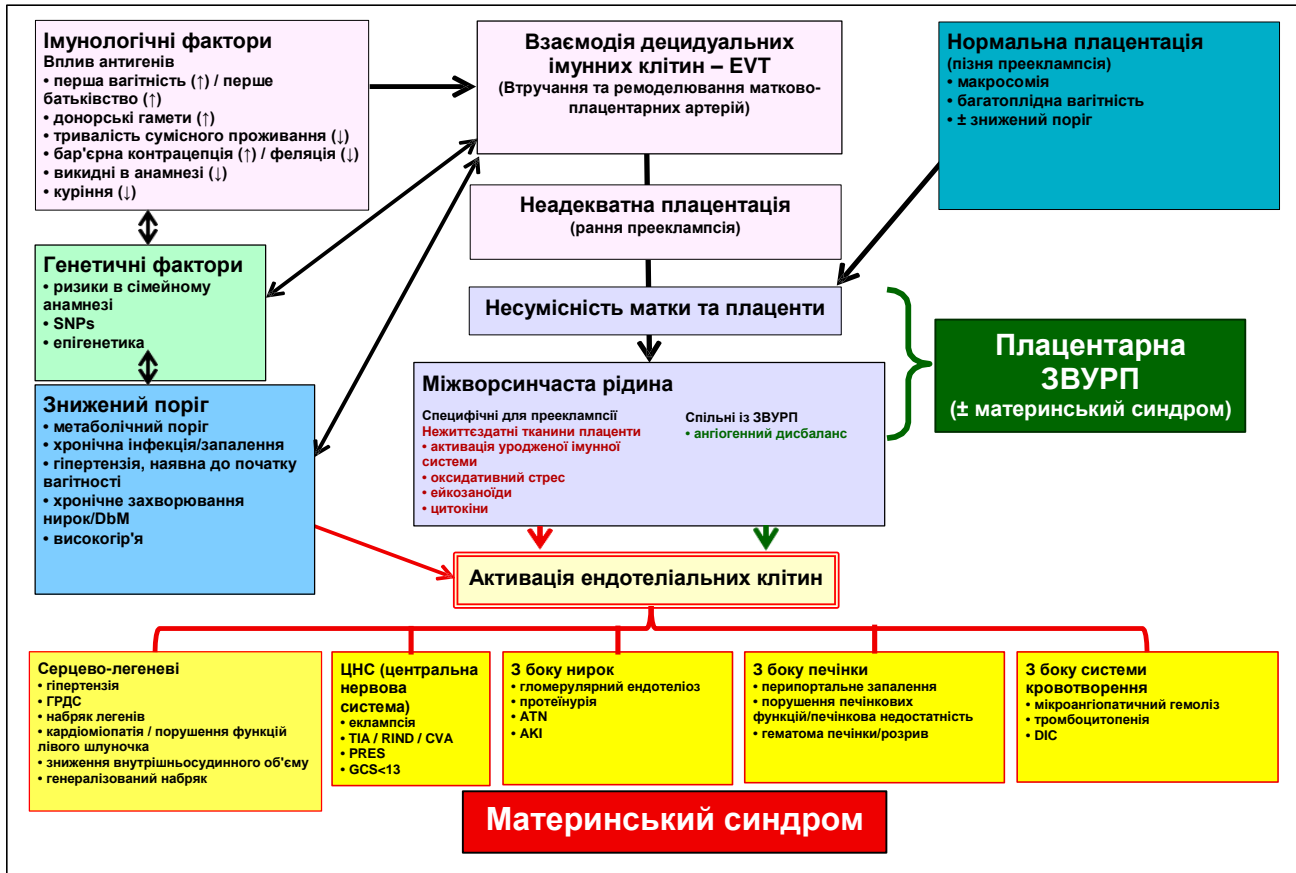 Імунологічні фактори
Вплив антигенів
• перша вагітність (↑) / перше
батьківство (↑)
• донорські гамети (↑)
• тривалість сумісного проживання (↓)
• бар'єрна контрацепція (↑) / феляція (↓)
• викидні в анамнезі (↓)
• куріння (↓)
Взаємодія децидуальних
імунних клітин – EVT
(Втручання та ремоделювання матково-
плацентарних артерій)
Нормальна плацентація
(пізня прееклампсія)
• макросомія
• багатоплідна вагітність
• ± знижений поріг
Неадекватна плацентація
(рання прееклампсія)
Генетичні фактори
• ризики в сімейному
анамнезі
• SNPs
• епігенетика
Несумісність матки та плаценти
Плацентарна
ЗВУРП
(± материнський синдром)
Міжворсинчаста рідина
Специфічні для прееклампсії
Нежиттєздатні тканини плаценти
• активація уродженої імунної
системи
• оксидативний стрес
• ейкозаноїди
• цитокіни
Спільні із ЗВУРП
• ангіогенний дисбаланс
Знижений поріг
• метаболічний поріг
• хронічна інфекція/запалення
• гіпертензія, наявна до початку
вагітності
• хронічне захворювання
нирок/DbM
• високогір'я
Активація ендотеліальних клітин
Серцево-легеневі
• гіпертензія
• ГРДС
• набряк легенів
• кардіоміопатія / порушення функцій
лівого шлуночка
• зниження внутрішньосудинного об'єму
• генералізований набряк
ЦНС (центральна
нервова
система)
• еклампсія
• TIA / RIND / CVA
• PRES
• GCS<13
З боку нирок
• гломерулярний ендотеліоз
• протеїнурія
• ATN
• AKI
З боку печінки
• перипортальне запалення
• порушення печінкових
функцій/печінкова недостатність
• гематома печінки/розрив
З боку системи
кровотворення
• мікроангіопатичний гемоліз
• тромбоцитопенія
• DIC
Материнський синдром